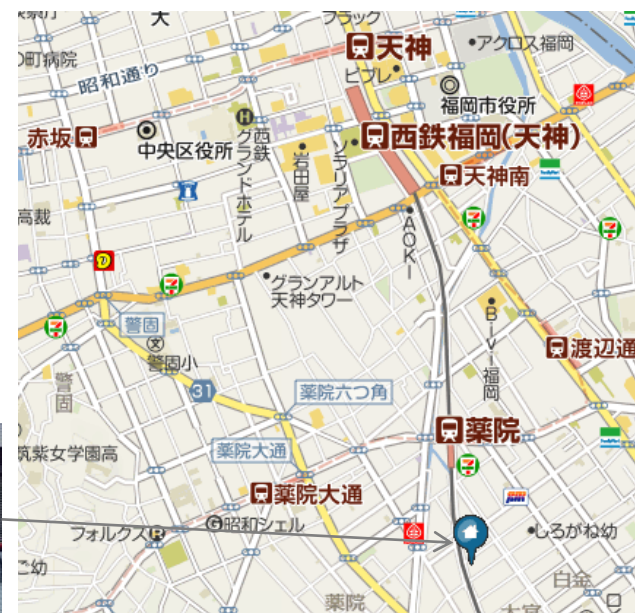 天神
アクロス福岡
町病院
昭和通り
ビブレ
福岡市役所
赤坂
中央区役所
西鉄
グランドホテル
岩田屋
ソラリアプラザ
西鉄福岡(天神)
天神南
高裁
AOKI
グランアルト
天神タワー
警固
警固小
BiVi福岡
渡辺通
警固
31
薬院六つ角
薬院
筑紫女学園高
薬院大通
薬院大通
フォルクス
昭和シェル
しろがね幼
白金
薬院